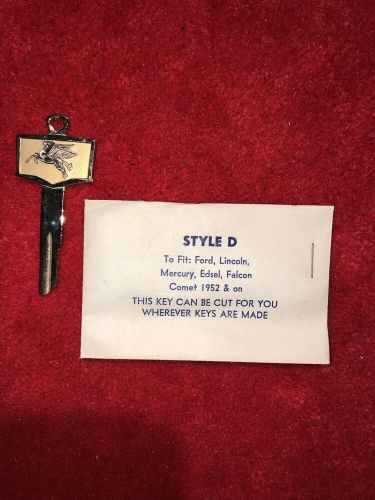 STYLE D
To Fit: Ford, Lincoln,
Mercury, Edsel, Falcon
Comet 1952 & on
THIS KEY CAN BE CUT FOR YOU
WHEREVER KEYS ARE MADE